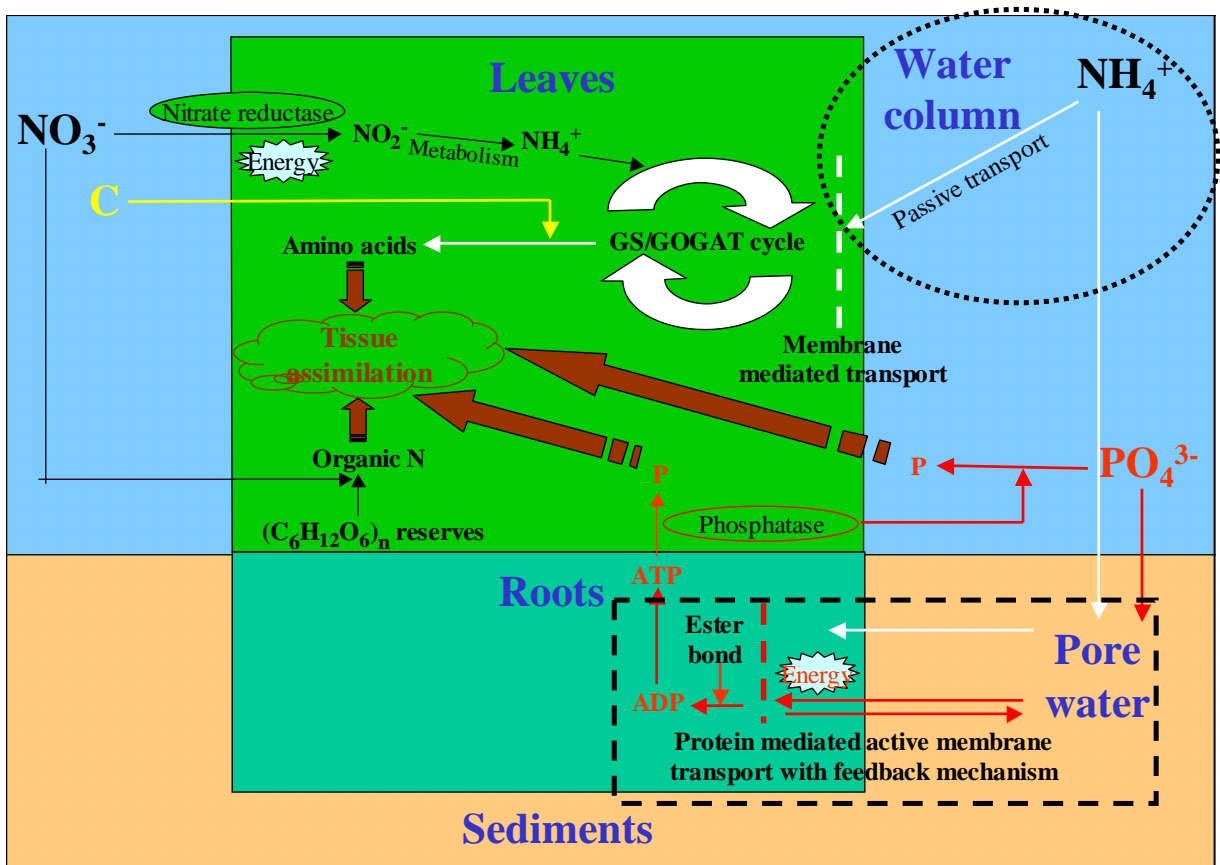 Leaves
Water
column
NH₄⁺
Nitrate reductase
NO₃⁻
NO₂⁻
Metabolism
NH₄⁺
Energy
Passive transport
C
Amino acids
GS/GOGAT cycle
Tissue
assimilation
Membrane
mediated transport
Organic N
P
P
PO₄³⁻
Phosphatase
(C₆H₁₂O₆)ₙ reserves
Roots
ATP
Ester
bond
Energy
ADP
Pore
water
Protein mediated active membrane
transport with feedback mechanism
Sediments